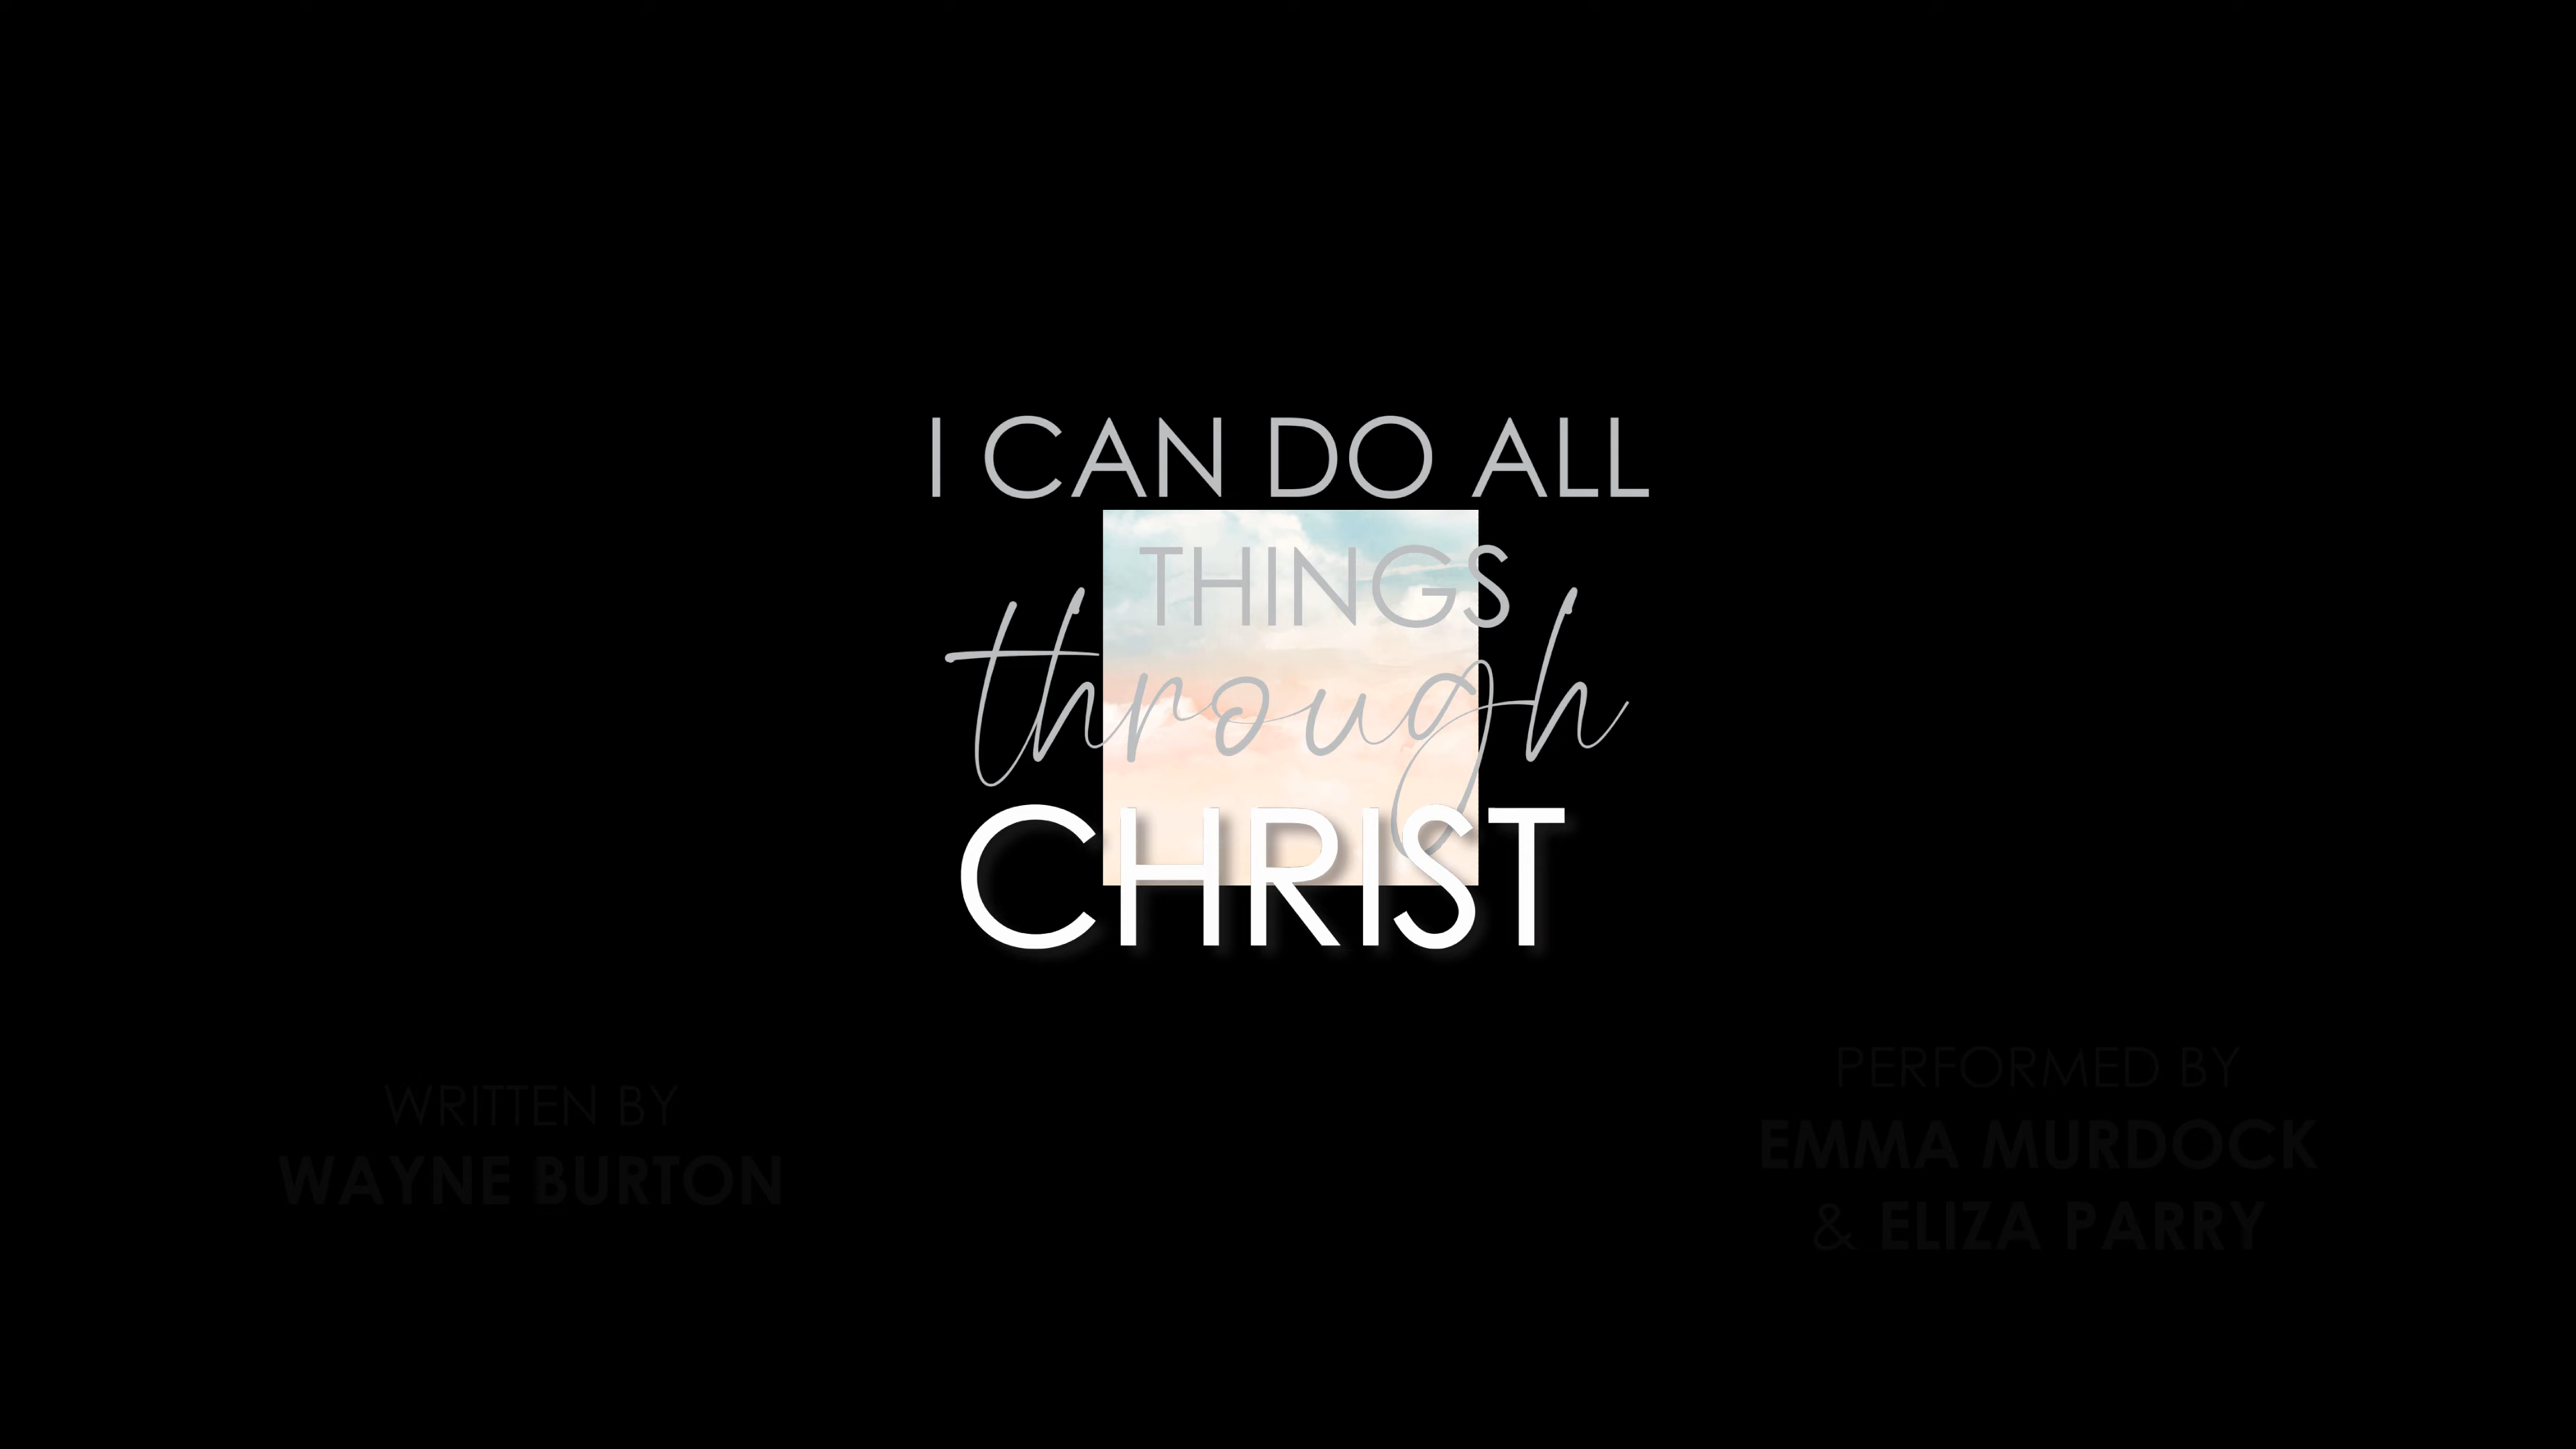 I CAN DO ALL
THINGS
through
CHRIST
WRITTEN BY
WAYNE BURTON
PERFORMED BY
EMMA MURDOCK
& ELIZA PARRY